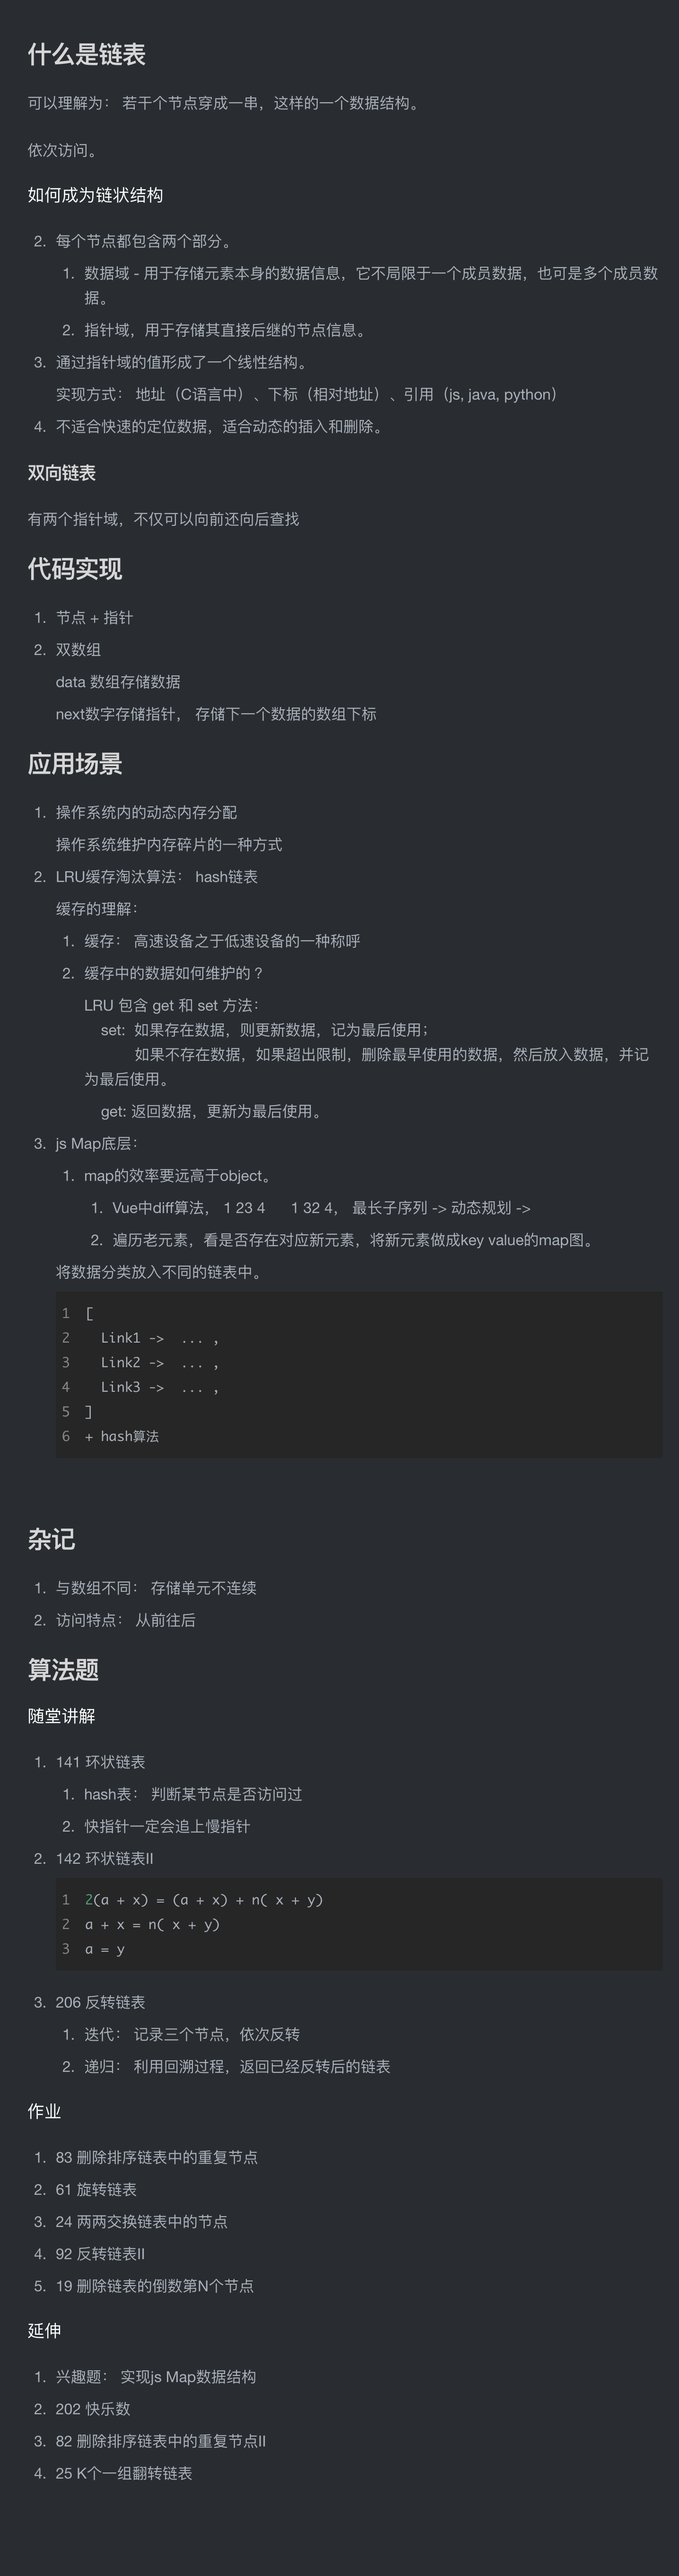 什么是链表
可以理解为： 若干个节点穿成一串，这样的一个数据结构。
依次访问。
如何成为链状结构
2. 每个节点都包含两个部分。
1. 数据域 - 用于存储元素本身的数据信息，它不局限于一个成员数据，也可是多个成员数
据。
2. 指针域，用于存储其直接后继的节点信息。
3. 通过指针域的值形成了一个线性结构。
实现方式： 地址（C语言中）、下标（相对地址）、引用（js, java, python）
4. 不适合快速的定位数据，适合动态的插入和删除。
双向链表
有两个指针域，不仅可以向前还向后查找
代码实现
1. 节点 + 指针
2. 双数组
data 数组存储数据
next数字存储指针， 存储下一个数据的数组下标
应用场景
1. 操作系统内的动态内存分配
操作系统维护内存碎片的一种方式
2. LRU缓存淘汰算法： hash链表
缓存的理解：
1. 缓存： 高速设备之于低速设备的一种称呼
2. 缓存中的数据如何维护的？
LRU 包含 get 和 set 方法：
set: 如果存在数据，则更新数据，记为最后使用；
如果不存在数据，如果超出限制，删除最早使用的数据，然后放入数据，并记
为最后使用。
get: 返回数据，更新为最后使用。
3. js Map底层：
1. map的效率要远高于object。
1. Vue中diff算法， 1 23 4 1 32 4， 最长子序列 -> 动态规划 ->
2. 遍历老元素，看是否存在对应新元素，将新元素做成key value的map图。
将数据分类放入不同的链表中。
1 [
2 Link1 -> ... ,
3 Link2 -> ... ,
4 Link3 -> ... ,
5 ]
6 + hash算法
杂记
1. 与数组不同： 存储单元不连续
2. 访问特点： 从前往后
算法题
随堂讲解
1. 141 环状链表
1. hash表： 判断某节点是否访问过
2. 快指针一定会追上慢指针
2. 142 环状链表II
1 2(a + x) = (a + x) + n( x + y)
2 a + x = n( x + y)
3 a = y
3. 206 反转链表
1. 迭代： 记录三个节点，依次反转
2. 递归： 利用回溯过程，返回已经反转后的链表
作业
1. 83 删除排序链表中的重复节点
2. 61 旋转链表
3. 24 两两交换链表中的节点
4. 92 反转链表II
5. 19 删除链表的倒数第N个节点
延伸
1. 兴趣题： 实现js Map数据结构
2. 202 快乐数
3. 82 删除排序链表中的重复节点II
4. 25 K个一组翻转链表